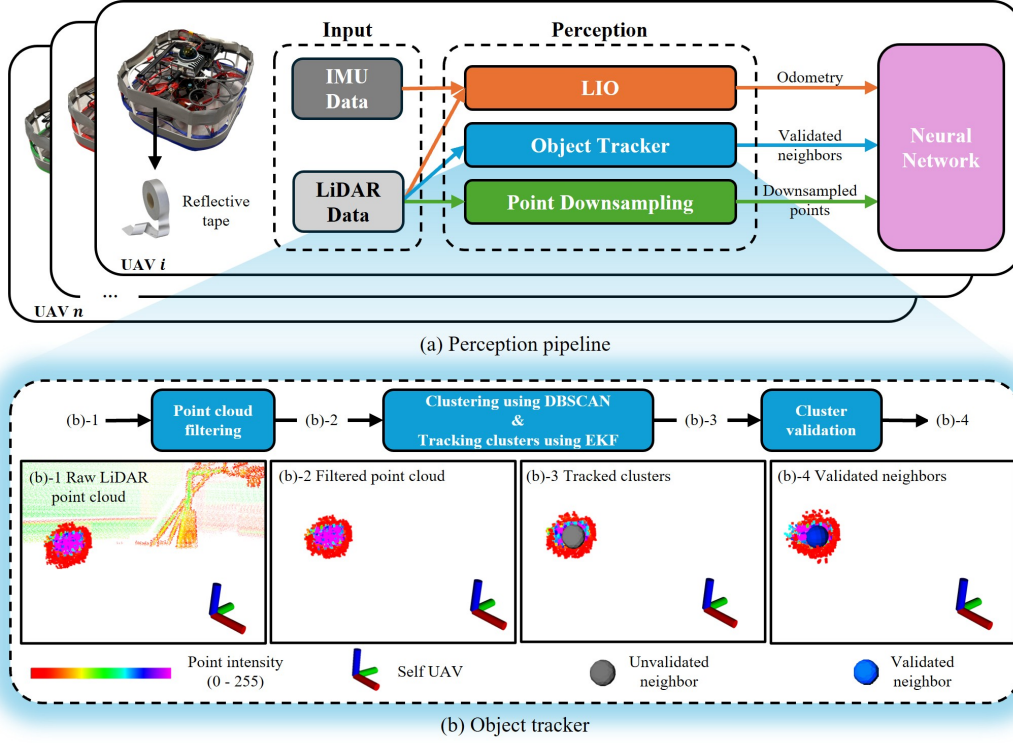 Input
Perception
IMU
Data
LIO
Odometry
Object Tracker
Validated
neighbors
Neural
Network
LiDAR
Data
Point Downsampling
Downsampled
points
Reflective
tape
UAV i
...
UAV n
(a) Perception pipeline
(b)-1
Point cloud
filtering
(b)-2
Clustering using DBSCAN
&
Tracking clusters using EKF
(b)-3
Cluster
validation
(b)-4
(b)-1 Raw LiDAR
point cloud
(b)-2 Filtered point cloud
(b)-3 Tracked clusters
(b)-4 Validated neighbors
Point intensity
(0 - 255)
Self UAV
Unvalidated
neighbor
Validated
neighbor
(b) Object tracker